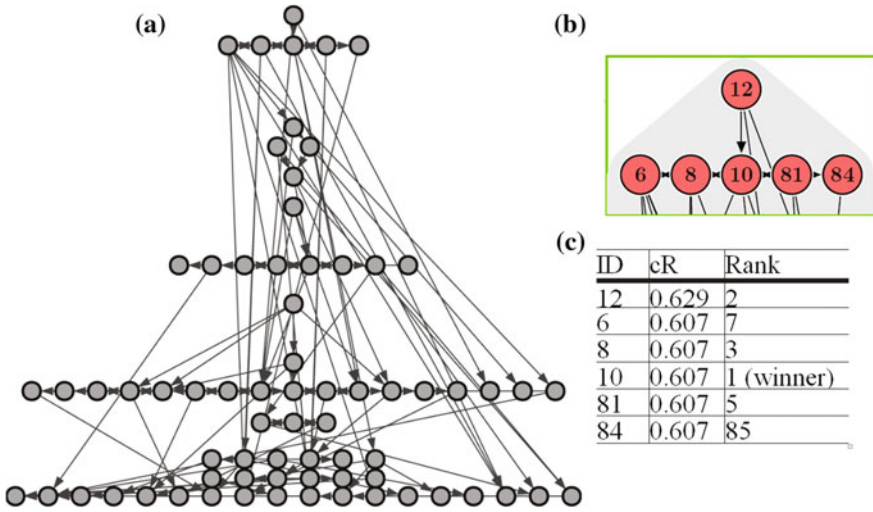 (a)
(b)
12
6 8 10 81 84
(c)
ID cR Rank
12 0.629 2
6 0.607 7
8 0.607 3
10 0.607 1 (winner)
81 0.607 5
84 0.607 85